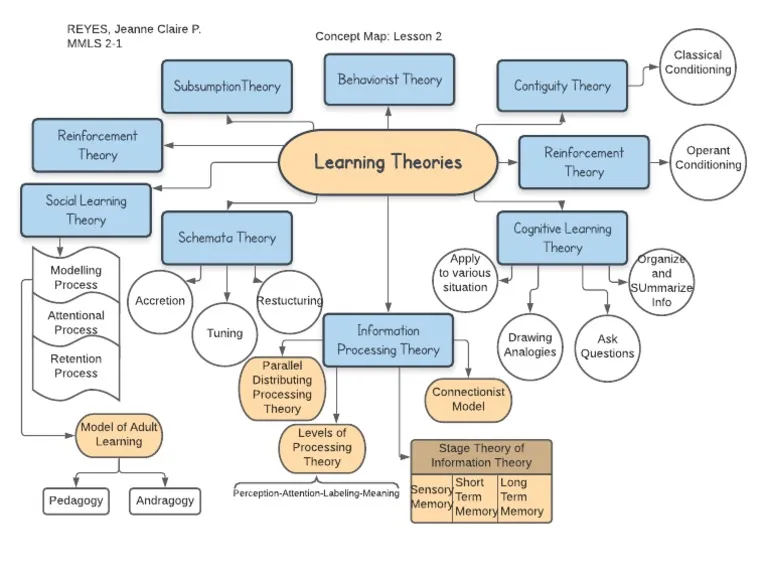 REYES, Jeanne Claire P.
MMLS 2-1
Concept Map: Lesson 2
Classical
Conditioning
Subsumption Theory
Behaviorist Theory
Contiguity Theory
Reinforcement
Theory
Learning Theories
Reinforcement
Theory
Operant
Conditioning
Social Learning
Theory
Schemata Theory
Cognitive Learning
Theory
Modelling
Process
Attentional
Process
Retention
Process
Accretion
Tuning
Restucturing
Apply
to various
situation
Organize
and
SUmmarize
Info
Drawing
Analogies
Ask
Questions
Information
Processing Theory
Parallel
Distributing
Processing
Theory
Connectionist
Model
Model of Adult
Learning
Levels of
Processing
Theory
Stage Theory of
Information Theory
Pedagogy
Andragogy
Perception-Attention-Labeling-Meaning
Sensory
Memory
Short
Term
Memory
Long
Term
Memory